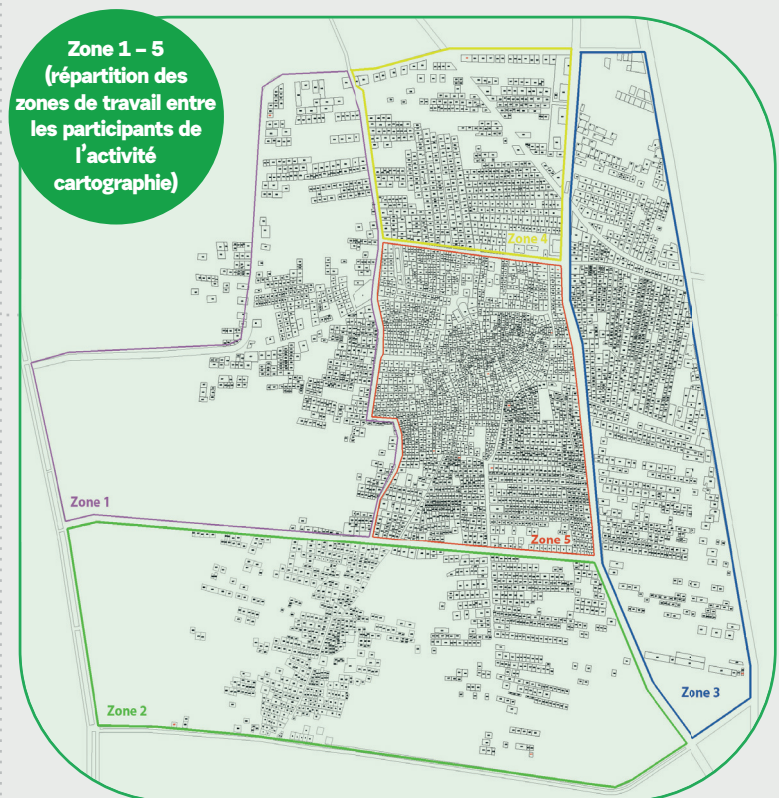 Zone 1 – 5
(répartition des
zones de travail entre
les participants de
l’activité
cartographie)
Zone 4
Zone 1
Zone 5
Zone 3
Zone 2